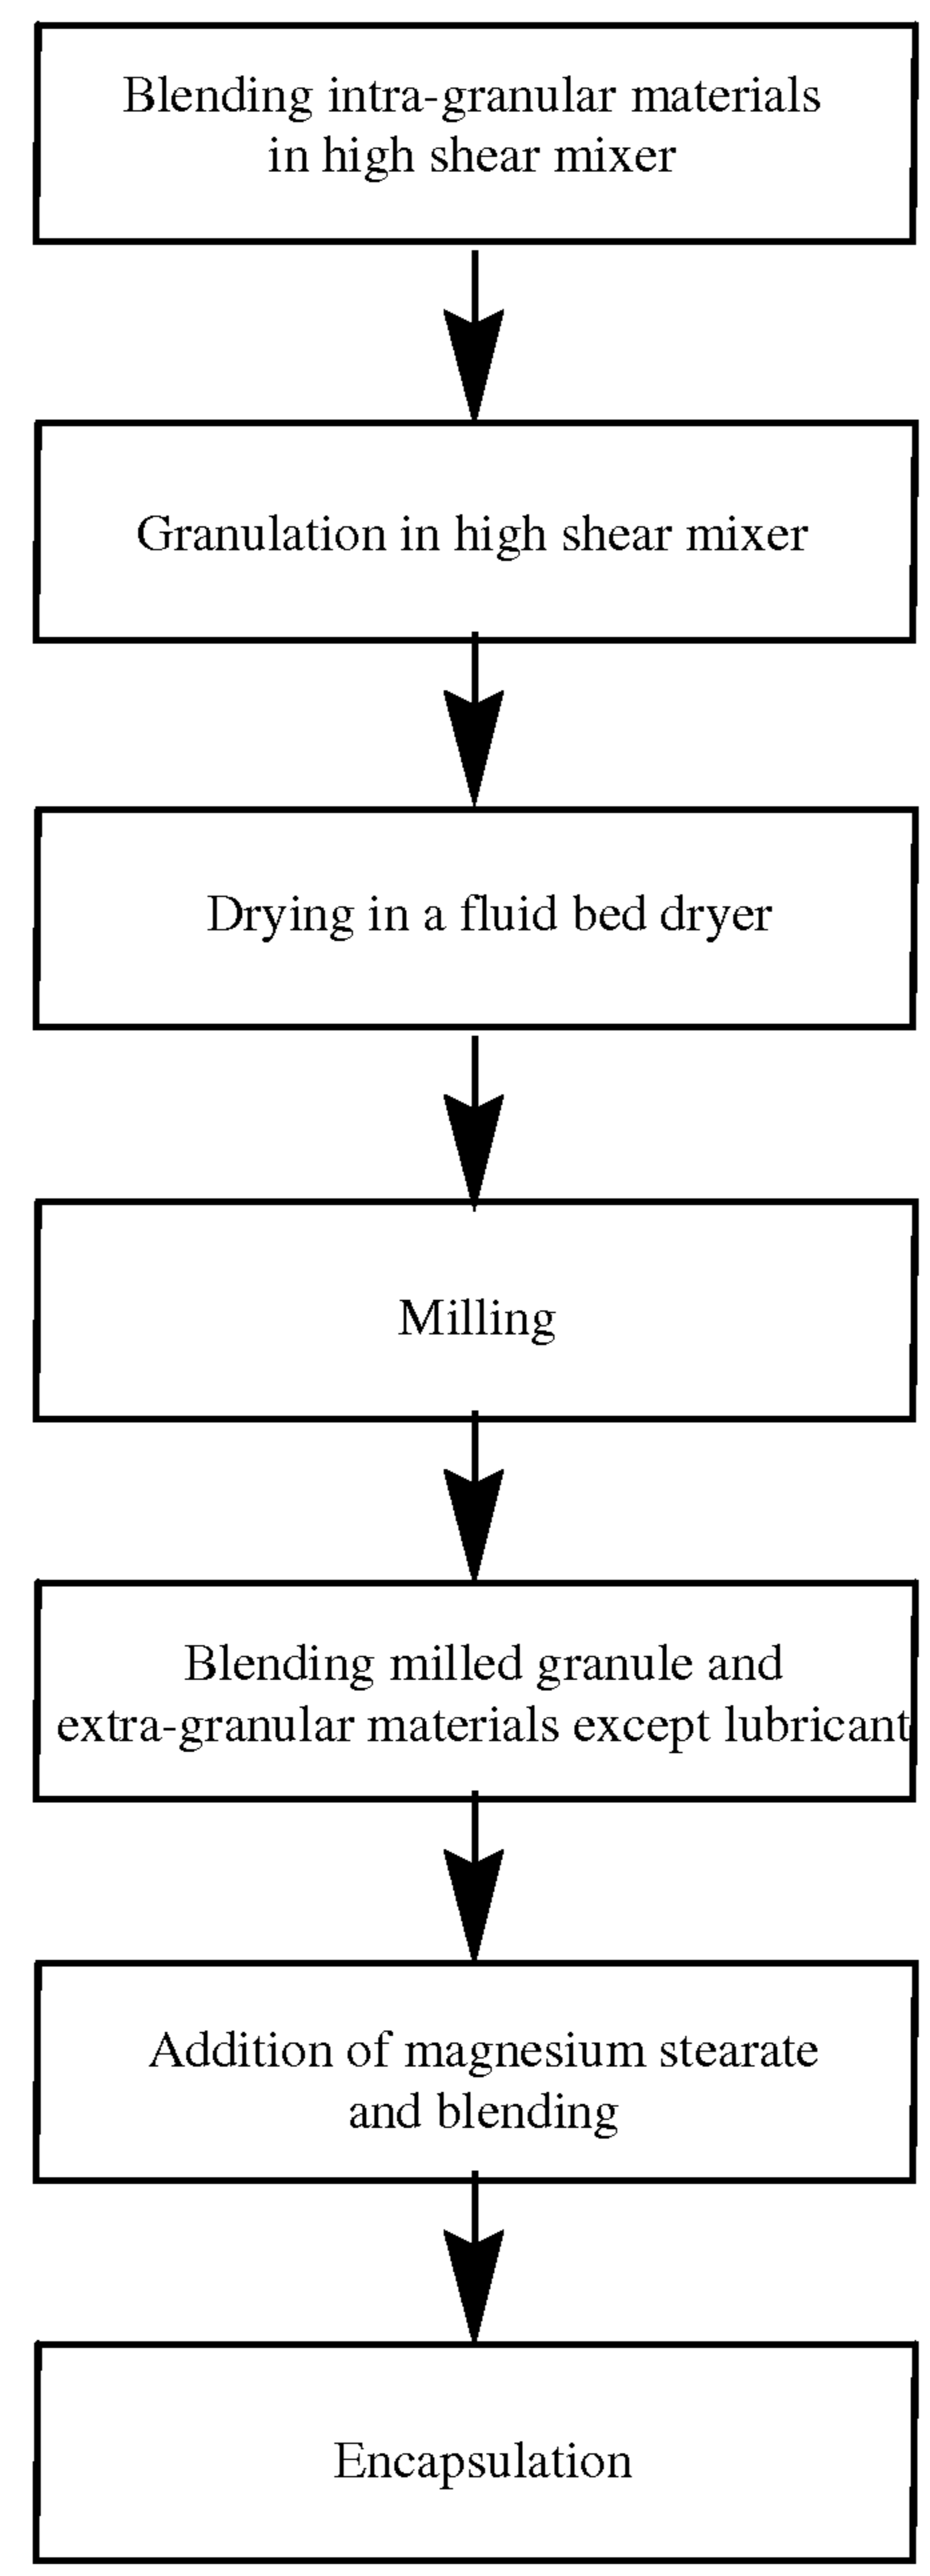 Blending intra-granular materials
in high shear mixer
Granulation in high shear mixer
Drying in a fluid bed dryer
Milling
Blending milled granule and
extra-granular materials except lubricant
Addition of magnesium stearate
and blending
Encapsulation